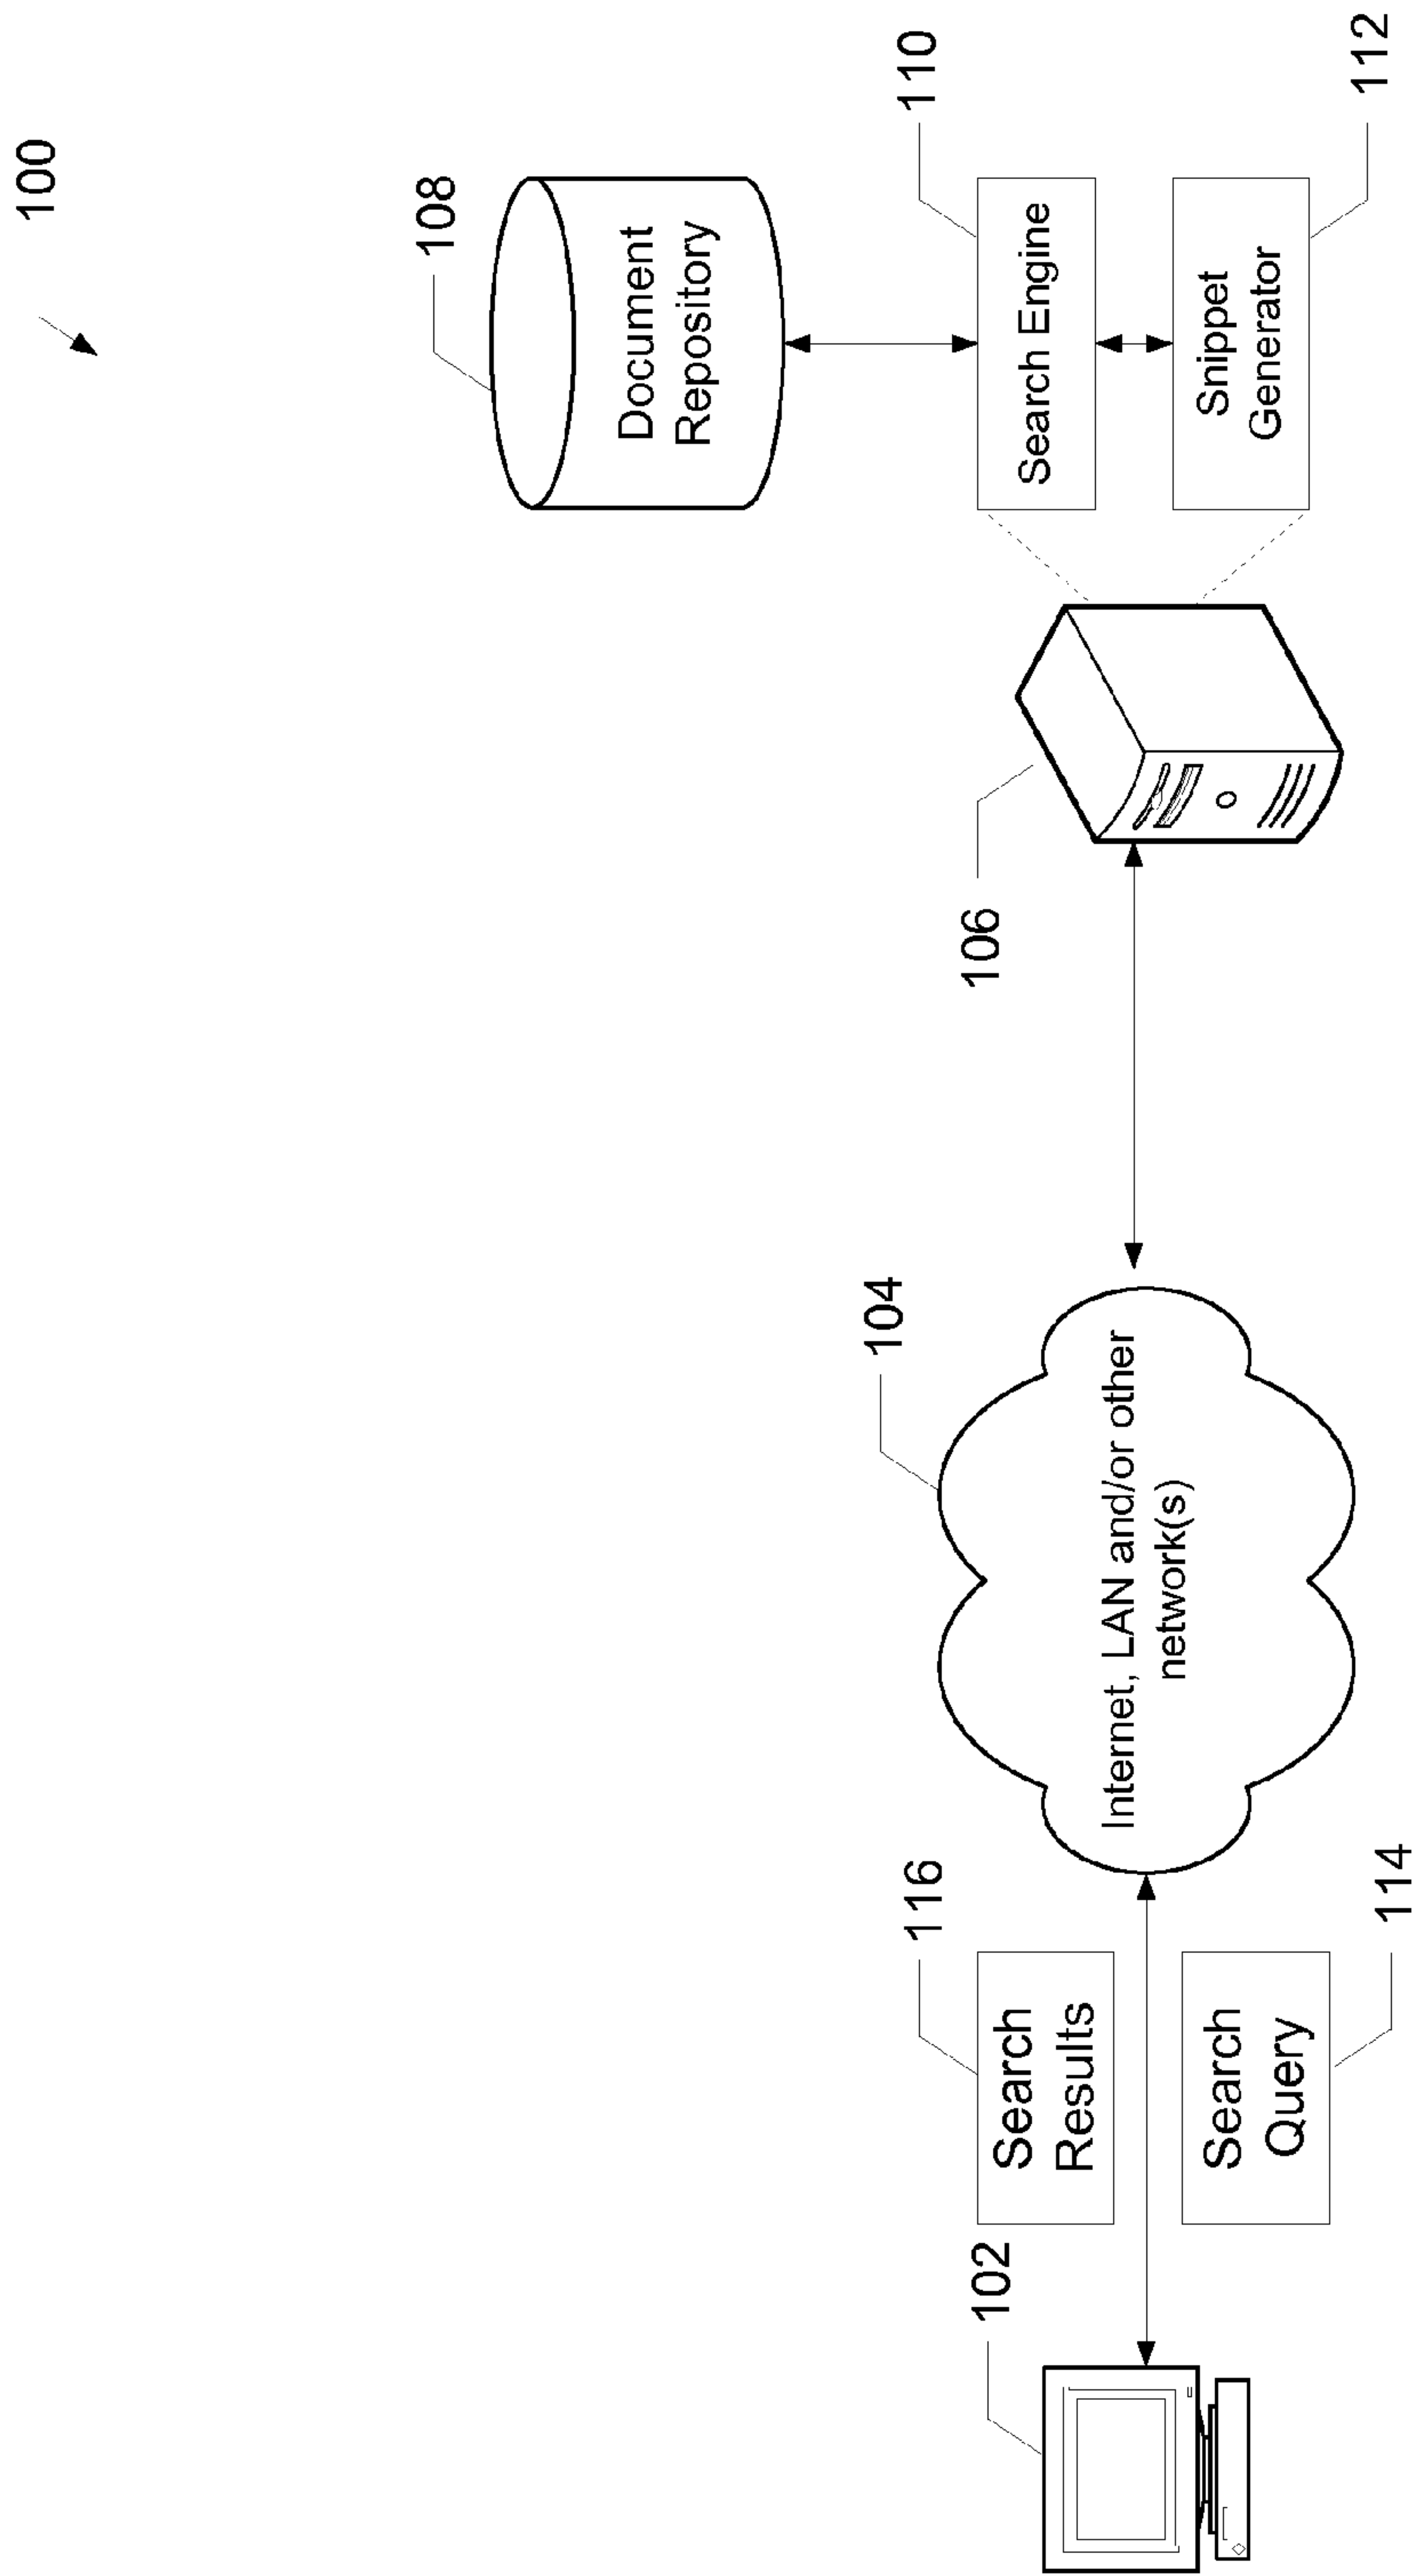 100
108
Document
Repository
110
Search Engine
Snippet
Generator
112
106
104
Internet, LAN and/or other
network(s)
116
Search
Results
Search
Query
114
102